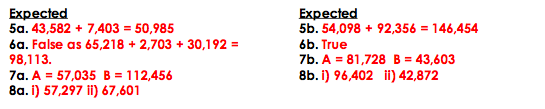 Expected
5a. 43,582 + 7,403 = 50,985
6a. False as 65,218 + 2,703 + 30,192 =
98,113.
7a. A = 57,035  B = 112,456
8a. i) 57,297 ii) 67,601
Expected
5b. 54,098 + 92,356 = 146,454
6b. True
7b. A = 81,728  B = 43,603
8b. i) 96,402   ii) 42,872